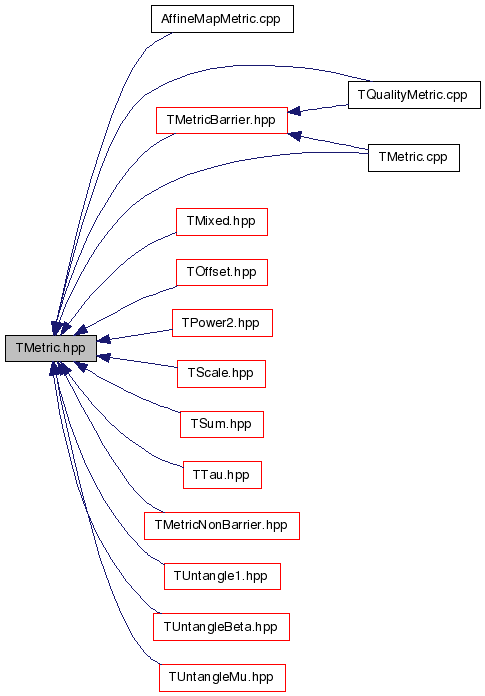 AffineMapMetric.cpp
TQualityMetric.cpp
TMetricBarrier.hpp
TMetric.cpp
TMixed.hpp
TOffset.hpp
TPower2.hpp
TMetric.hpp
TScale.hpp
TSum.hpp
TTau.hpp
TMetricNonBarrier.hpp
TUntangle1.hpp
TUntangleBeta.hpp
TUntangleMu.hpp